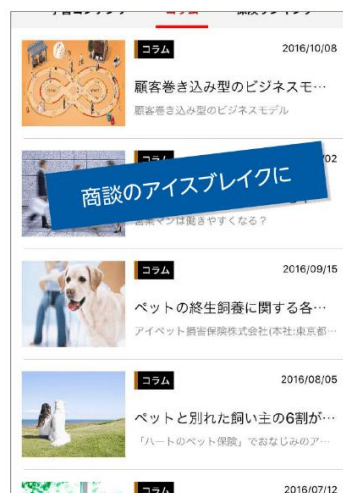 コラム
コラム 2016/10/08
顧客巻き込み型のビジネスモ…
顧客巻き込み型のビジネスモデル
02
商談のアイスブレイクに
営業マンは働きやすくなる?
コラム 2016/09/15
ペットの終生飼養に関する各…
アイペット損害保険株式会社(本社:東京都…
コラム 2016/08/05
ペットと別れた飼い主の6割が…
「ハートのペット保険」でおなじみのア…
コラム 2016/07/12